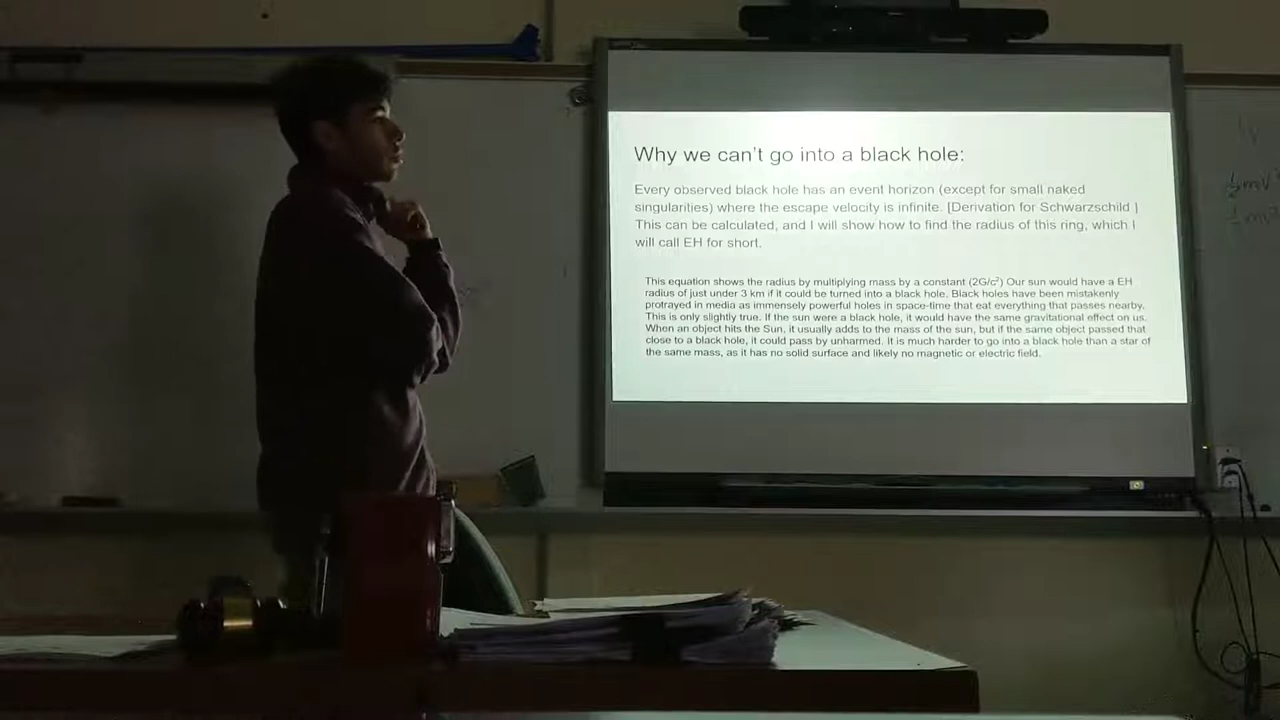 Why we can't go into a black hole:
Every observed black hole has an event horizon (except for small naked
singularities) where the escape velocity is infinite. [Derivation for Schwarzschild ]
This can be calculated, and I will show how to find the radius of this ring, which I
will call EH for short.
This equation shows the radius by multiplying mass by a constant (2G/c²) Our sun would have a EH
radius of just under 3 km if it could be turned into a black hole. Black holes have been mistakenly
protrayed in media as immensely powerful holes in space-time that eat everything that passes nearby.
This is only slightly true. If the sun were a black hole, it would have the same gravitational effect on us.
When an object hits the Sun, it usually adds to the mass of the sun, but if the same object passed that
close to a black hole, it could pass by unharmed. It is much harder to go into a black hole than a star of
the same mass, as it has no solid surface and likely no magnetic or electric field.